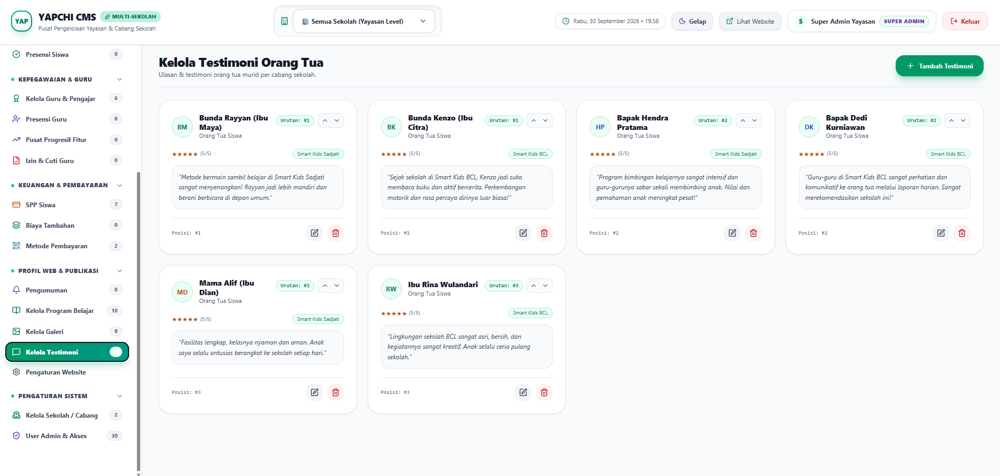 YAP
YAPCHI CMS
MULTI-SEKOLAH
Pusat Pengelolaan Yayasan & Cabang Sekolah
Semua Sekolah (Yayasan Level)
Rabu, 30 September 2026 • 19.58
Gelap
Lihat Website
S
Super Admin Yayasan
SUPER ADMIN
Keluar
Presensi Siswa
0
KEPEGAWAIAN & GURU
Kelola Guru & Pengajar
6
Presensi Guru
0
Pusat Progresif Fitur
0
Izin & Cuti Guru
0
KEUANGAN & PEMBAYARAN
SPP Siswa
7
Biaya Tambahan
0
Metode Pembayaran
2
PROFIL WEB & PUBLIKASI
Pengumuman
0
Kelola Program Belajar
10
Kelola Galeri
8
Kelola Testimoni
Pengaturan Website
PENGATURAN SISTEM
Kelola Sekolah / Cabang
2
User Admin & Akses
30
Kelola Testimoni Orang Tua
Ulasan & testimoni orang tua murid per cabang sekolah.
Tambah Testimoni
BM
Bunda Rayyan (Ibu
Maya)
Orang Tua Siswa
Urutan: #1
★★★★★ (5/5)
Smart Kids Sadjati
"Metode bermain sambil belajar di Smart Kids Sadjati
sangat menyenangkan! Rayyan jadi lebih mandiri dan
berani berbicara di depan umum."
Posisi: #1
BK
Bunda Kenzo (Ibu
Citra)
Orang Tua Siswa
Urutan: #1
★★★★★ (5/5)
Smart Kids BCL
"Sejak sekolah di Smart Kids BCL, Kenzo jadi suka
membaca buku dan aktif bercerita. Perkembangan
motorik dan rasa percaya dirinya luar biasa!"
Posisi: #1
HP
Bapak Hendra
Pratama
Orang Tua Siswa
Urutan: #2
★★★★★ (5/5)
Smart Kids Sadjati
"Program bimbingan belajarnya sangat intensif dan
guru-gurunya sabar sekali membimbing anak. Nilai dan
pemahaman anak meningkat pesat!"
Posisi: #2
DK
Bapak Dedi
Kurniawan
Orang Tua Siswa
Urutan: #2
★★★★★ (5/5)
Smart Kids BCL
"Guru-guru di Smart Kids BCL sangat perhatian dan
komunikatif ke orang tua melalui laporan harian. Sangat
merekomendasikan sekolah ini!"
Posisi: #2
MD
Mama Alif (Ibu
Dian)
Orang Tua Siswa
Urutan: #3
★★★★★ (5/5)
Smart Kids Sadjati
"Fasilitas lengkap, kelasnya nyaman dan aman. Anak
saya selalu antusias berangkat ke sekolah setiap hari."
Posisi: #3
RW
Ibu Rina Wulandari
Orang Tua Siswa
Urutan: #3
★★★★★ (5/5)
Smart Kids BCL
"Lingkungan sekolah BCL sangat asri, bersih, dan
kegiatannya sangat kreatif. Anak selalu ceria pulang
sekolah."
Posisi: #3